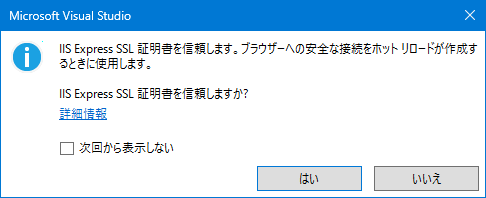 Microsoft Visual Studio
IIS Express SSL 証明書を信頼します。ブラウザーへの安全な接続をホット リロードが作成す
るときに使用します。
IIS Express SSL 証明書を信頼しますか?
詳細情報
次回から表示しない
はい
いいえ